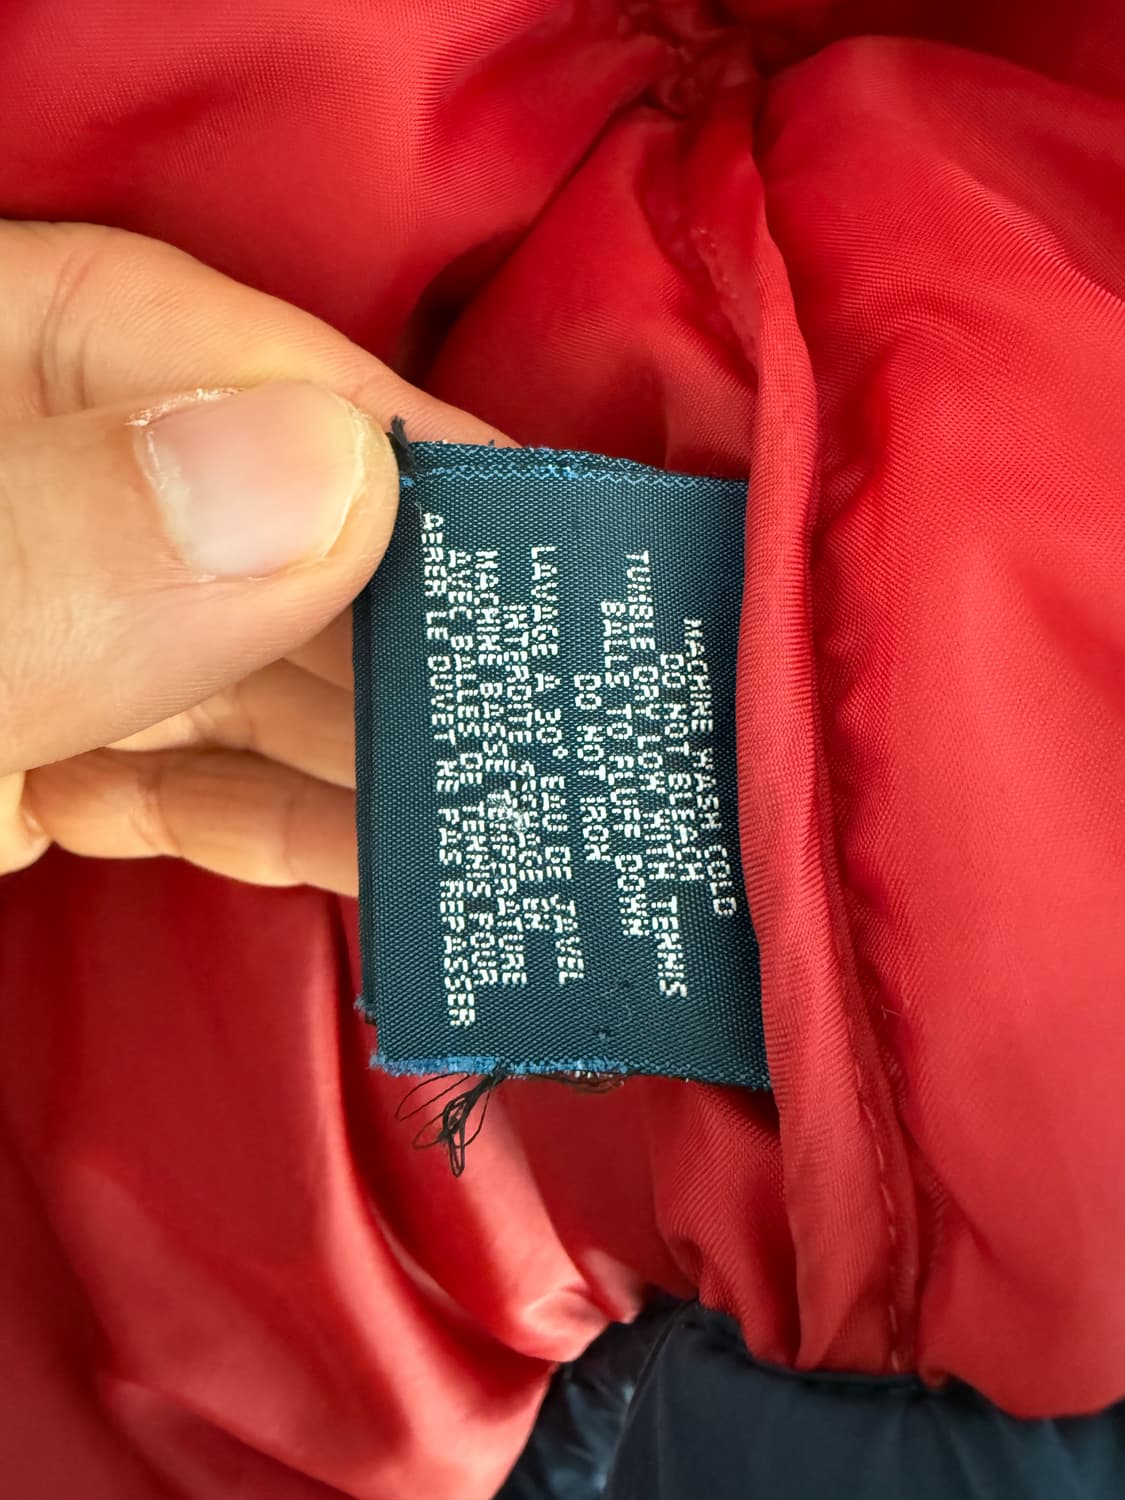 MACHINE WASH COLD
DO NOT BLEACH
TUMBLE DRY LOW WITH TENNIS
BALLS TO FLUFF DOWN
DO NOT IRON
LAVAGE A 30° EAU DE JAVEL
INTERDITE SECHAGE EN
MACHINE BASSE TEMPERATURE
AVEC BALLES DE TENNIS POUR
AERER LE DUVET NE PAS REPASSER